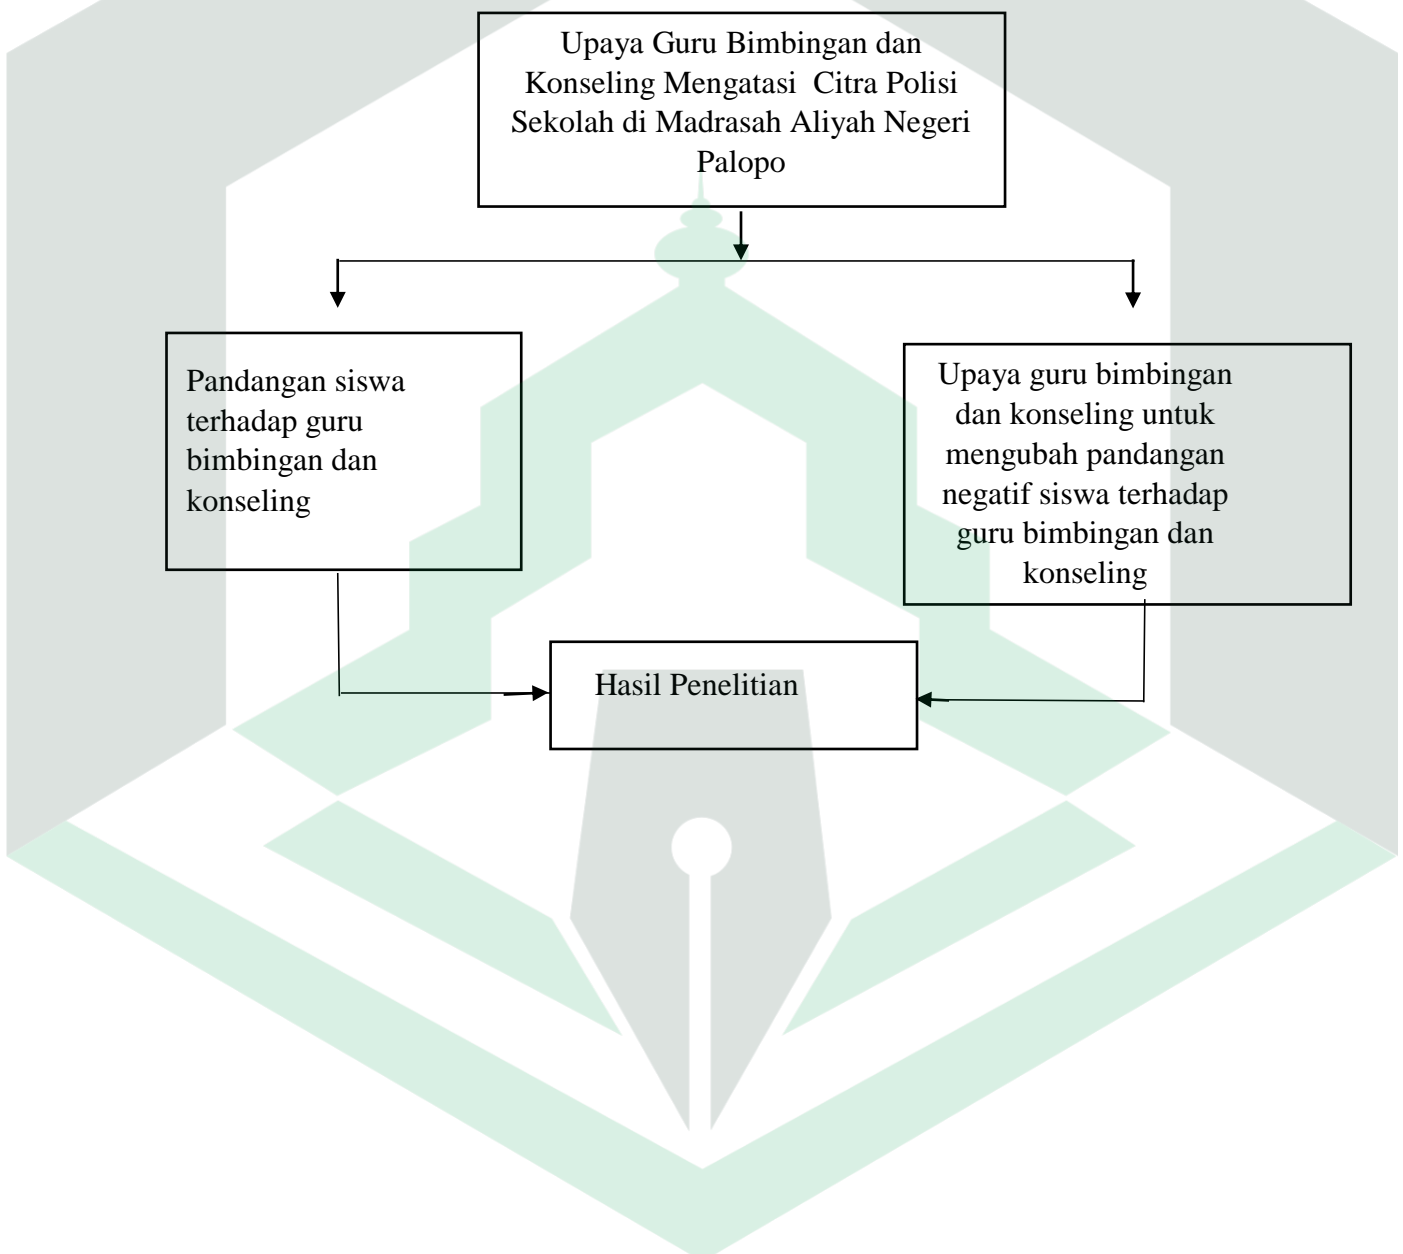 Upaya Guru Bimbingan dan
Konseling Mengatasi  Citra Polisi
Sekolah di Madrasah Aliyah Negeri
Palopo
Pandangan siswa
terhadap guru
bimbingan dan
konseling
Upaya guru bimbingan
dan konseling untuk
mengubah pandangan
negatif siswa terhadap
guru bimbingan dan
konseling
Hasil Penelitian